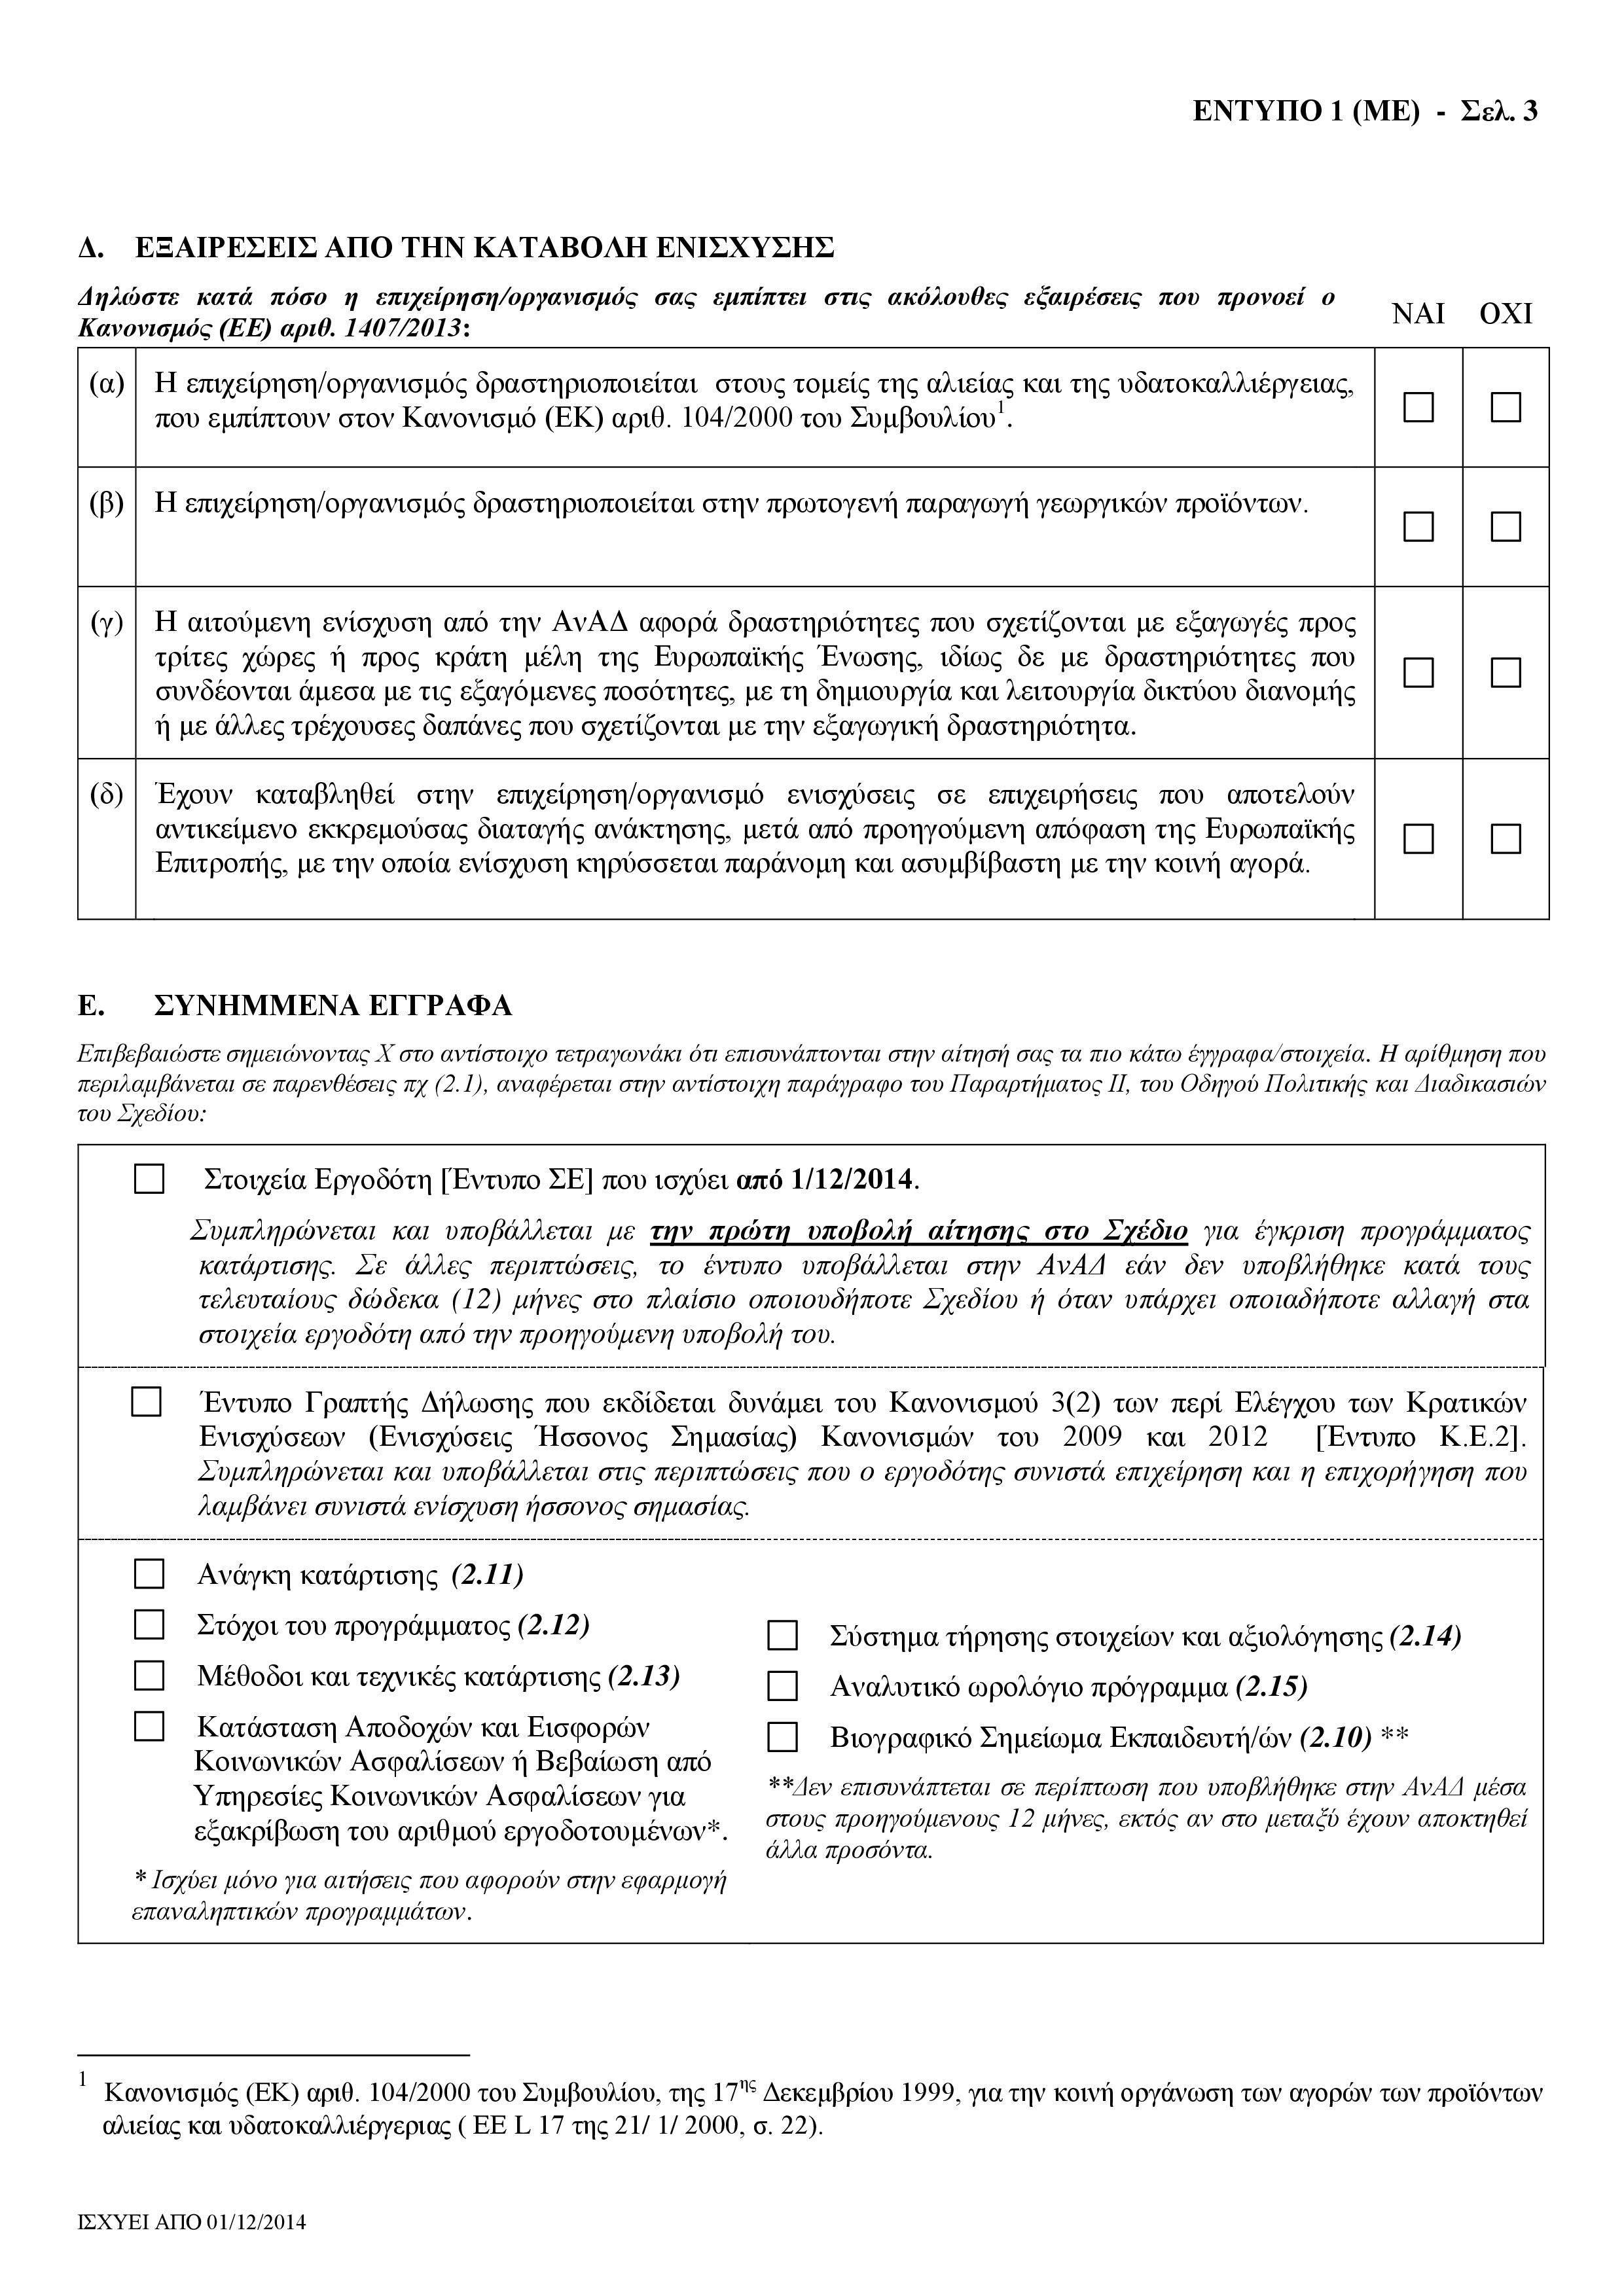 ΕΝΤΥΠΟ 1 (ΜΕ) - Σελ. 3
Δ. ΕΞΑΙΡΕΣΕΙΣ ΑΠΟ ΤΗΝ ΚΑΤΑΒΟΛΗ ΕΝΙΣΧΥΣΗΣ
Δηλώστε κατά πόσο η επιχείρηση/οργανισμός σας εμπίπτει στις ακόλουθες εξαιρέσεις που προνοεί ο
Κανονισμός (ΕΕ) αριθ. 1407/2013:
ΝΑΙ ΟΧΙ
(α) Η επιχείρηση/οργανισμός δραστηριοποιείται στους τομείς της αλιείας και της υδατοκαλλιέργειας,
που εμπίπτουν στον Κανονισμό (ΕΚ) αριθ. 104/2000 του Συμβουλίου¹.
(β) Η επιχείρηση/οργανισμός δραστηριοποιείται στην πρωτογενή παραγωγή γεωργικών προϊόντων.
(γ) Η αιτούμενη ενίσχυση από την ΑνΑΔ αφορά δραστηριότητες που σχετίζονται με εξαγωγές προς
τρίτες χώρες ή προς κράτη μέλη της Ευρωπαϊκής Ένωσης, ιδίως δε με δραστηριότητες που
συνδέονται άμεσα με τις εξαγόμενες ποσότητες, με τη δημιουργία και λειτουργία δικτύου διανομής
ή με άλλες τρέχουσες δαπάνες που σχετίζονται με την εξαγωγική δραστηριότητα.
(δ) Έχουν καταβληθεί στην επιχείρηση/οργανισμό ενισχύσεις σε επιχειρήσεις που αποτελούν
αντικείμενο εκκρεμούσας διαταγής ανάκτησης, μετά από προηγούμενη απόφαση της Ευρωπαϊκής
Επιτροπής, με την οποία ενίσχυση κηρύσσεται παράνομη και ασυμβίβαστη με την κοινή αγορά.
Ε. ΣΥΝΗΜΜΕΝΑ ΕΓΓΡΑΦΑ
Επιβεβαιώστε σημειώνοντας Χ στο αντίστοιχο τετραγωνάκι ότι επισυνάπτονται στην αίτησή σας τα πιο κάτω έγγραφα/στοιχεία. Η αρίθμηση που
περιλαμβάνεται σε παρενθέσεις πχ (2.1), αναφέρεται στην αντίστοιχη παράγραφο του Παραρτήματος ΙΙ, του Οδηγού Πολιτικής και Διαδικασιών
του Σχεδίου:
Στοιχεία Εργοδότη [Έντυπο ΣΕ] που ισχύει από 1/12/2014.
Συμπληρώνεται και υποβάλλεται με την πρώτη υποβολή αίτησης στο Σχέδιο για έγκριση προγράμματος
κατάρτισης. Σε άλλες περιπτώσεις, το έντυπο υποβάλλεται στην ΑνΑΔ εάν δεν υποβλήθηκε κατά τους
τελευταίους δώδεκα (12) μήνες στο πλαίσιο οποιουδήποτε Σχεδίου ή όταν υπάρχει οποιαδήποτε αλλαγή στα
στοιχεία εργοδότη από την προηγούμενη υποβολή του.
Έντυπο Γραπτής Δήλωσης που εκδίδεται δυνάμει του Κανονισμού 3(2) των περί Ελέγχου των Κρατικών
Ενισχύσεων (Ενισχύσεις Ήσσονος Σημασίας) Κανονισμών του 2009 και 2012 [Έντυπο Κ.Ε.2].
Συμπληρώνεται και υποβάλλεται στις περιπτώσεις που ο εργοδότης συνιστά επιχείρηση και η επιχορήγηση που
λαμβάνει συνιστά ενίσχυση ήσσονος σημασίας.
Ανάγκη κατάρτισης (2.11)
Στόχοι του προγράμματος (2.12)
Μέθοδοι και τεχνικές κατάρτισης (2.13)
Κατάσταση Αποδοχών και Εισφορών
Κοινωνικών Ασφαλίσεων ή Βεβαίωση από
Υπηρεσίες Κοινωνικών Ασφαλίσεων για
εξακρίβωση του αριθμού εργοδοτουμένων*.
* Ισχύει μόνο για αιτήσεις που αφορούν στην εφαρμογή
επαναληπτικών προγραμμάτων.
Σύστημα τήρησης στοιχείων και αξιολόγησης (2.14)
Αναλυτικό ωρολόγιο πρόγραμμα (2.15)
Βιογραφικό Σημείωμα Εκπαιδευτή/ών (2.10) **
**Δεν επισυνάπτεται σε περίπτωση που υποβλήθηκε στην ΑνΑΔ μέσα
στους προηγούμενους 12 μήνες, εκτός αν στο μεταξύ έχουν αποκτηθεί
άλλα προσόντα.
1 Κανονισμός (ΕΚ) αριθ. 104/2000 του Συμβουλίου, της 17ης Δεκεμβρίου 1999, για την κοινή οργάνωση των αγορών των προϊόντων
αλιείας και υδατοκαλλιέργεριας ( ΕΕ L 17 της 21/ 1/ 2000, σ. 22).
ΙΣΧΥΕΙ ΑΠΟ 01/12/2014